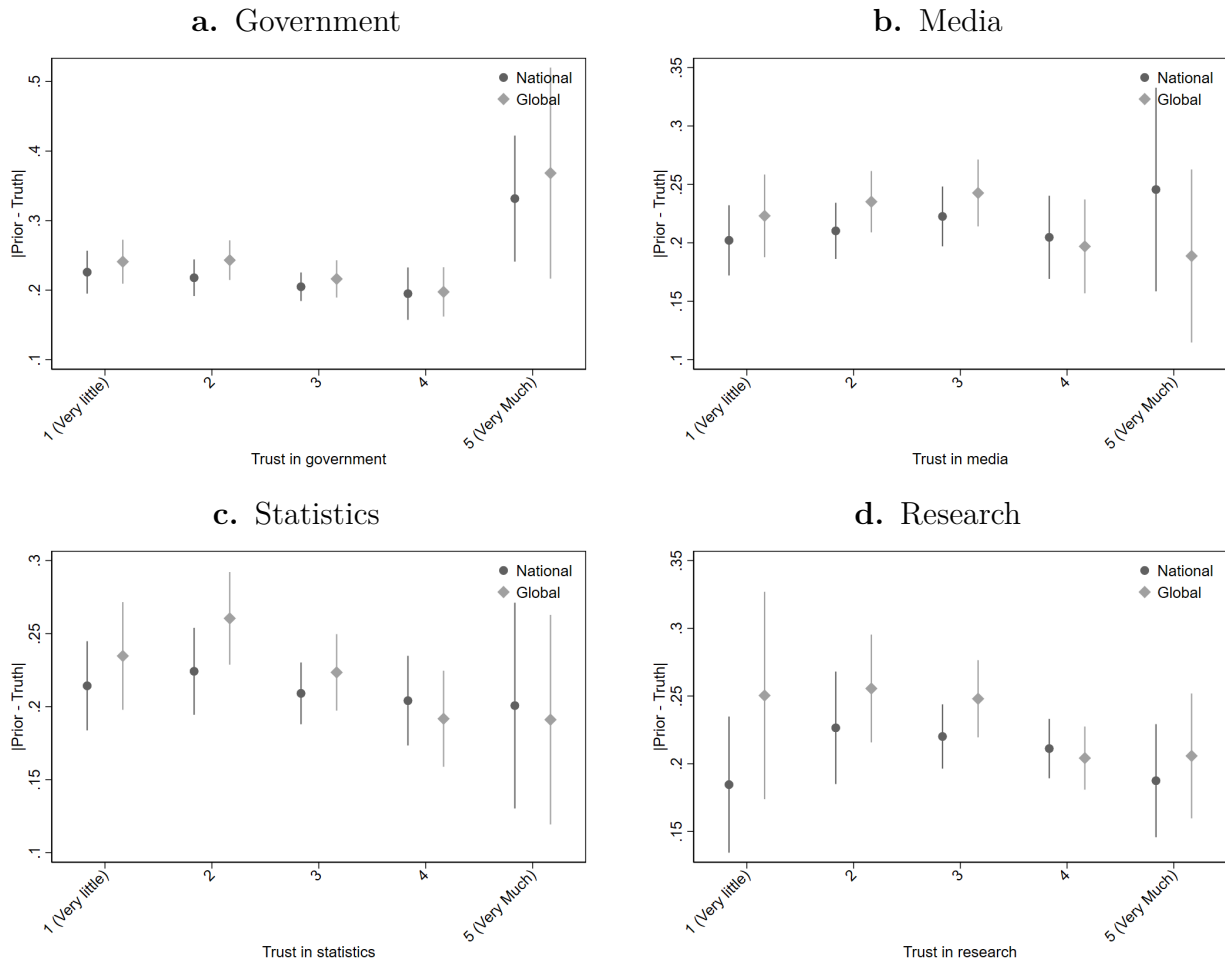 a. Government
.5
.4
.3
.2
.1
|Prior - Truth|
National
Global
1 (Very little)
2
3
4
5 (Very Much)
Trust in government
b. Media
.35
.3
.25
.2
.15
.1
|Prior - Truth|
National
Global
1 (Very little)
2
3
4
5 (Very Much)
Trust in media
c. Statistics
.3
.25
.2
.15
.1
|Prior - Truth|
National
Global
1 (Very little)
2
3
4
5 (Very Much)
Trust in statistics
d. Research
.35
.3
.25
.2
.15
|Prior - Truth|
National
Global
1 (Very little)
2
3
4
5 (Very Much)
Trust in research